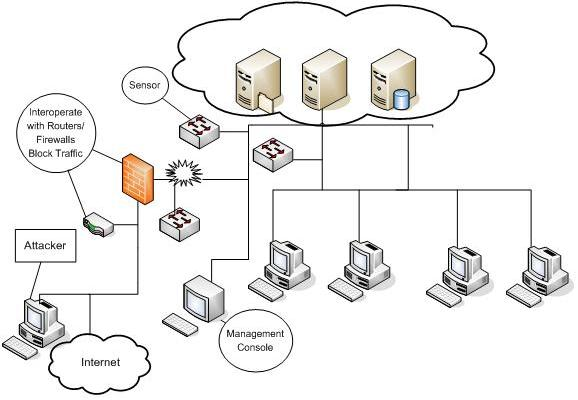 Sensor
Interoperate
with Routers/
Firewalls
Block Traffic
Attacker
Management
Console
Internet